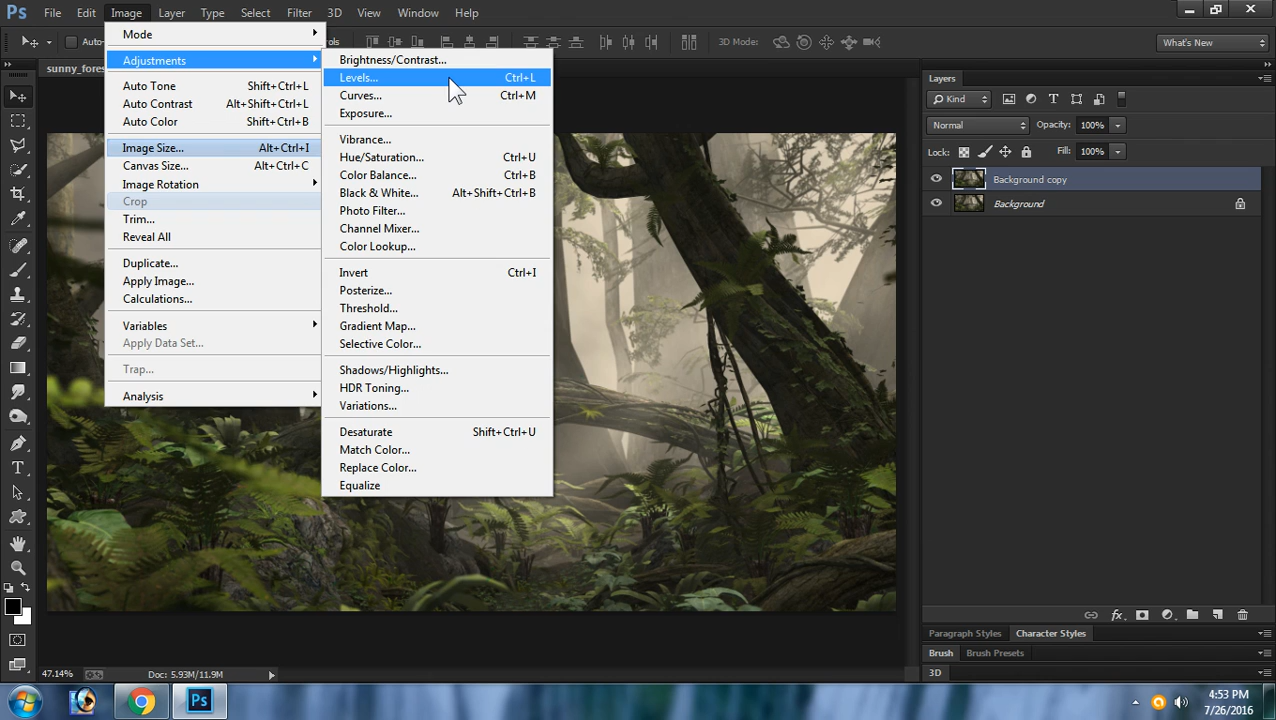 Ps File Edit Image Layer Type Select Filter 3D View Window Help
Auto-
3D Mode:
What's New
sunny_fores
Mode
Adjustments
Auto Tone Shift+Ctrl+L
Auto Contrast Alt+Shift+Ctrl+L
Auto Color Shift+Ctrl+B
Image Size... Alt+Ctrl+I
Canvas Size... Alt+Ctrl+C
Image Rotation
Crop
Trim...
Reveal All
Duplicate...
Apply Image...
Calculations...
Variables
Apply Data Set...
Trap...
Analysis
Brightness/Contrast...
Levels... Ctrl+L
Curves... Ctrl+M
Exposure...
Vibrance...
Hue/Saturation... Ctrl+U
Color Balance... Ctrl+B
Black & White... Alt+Shift+Ctrl+B
Photo Filter...
Channel Mixer...
Color Lookup...
Invert Ctrl+I
Posterize...
Threshold...
Gradient Map...
Selective Color...
Shadows/Highlights...
HDR Toning...
Variations...
Desaturate Shift+Ctrl+U
Match Color...
Replace Color...
Equalize
Layers
Kind
Normal Opacity: 100%
Lock: Fill: 100%
Background copy
Background
fx
Paragraph Styles Character Styles
Brush Brush Presets
3D
47.14% Doc: 5.93M/11.9M
Ps
4:53 PM
7/26/2016